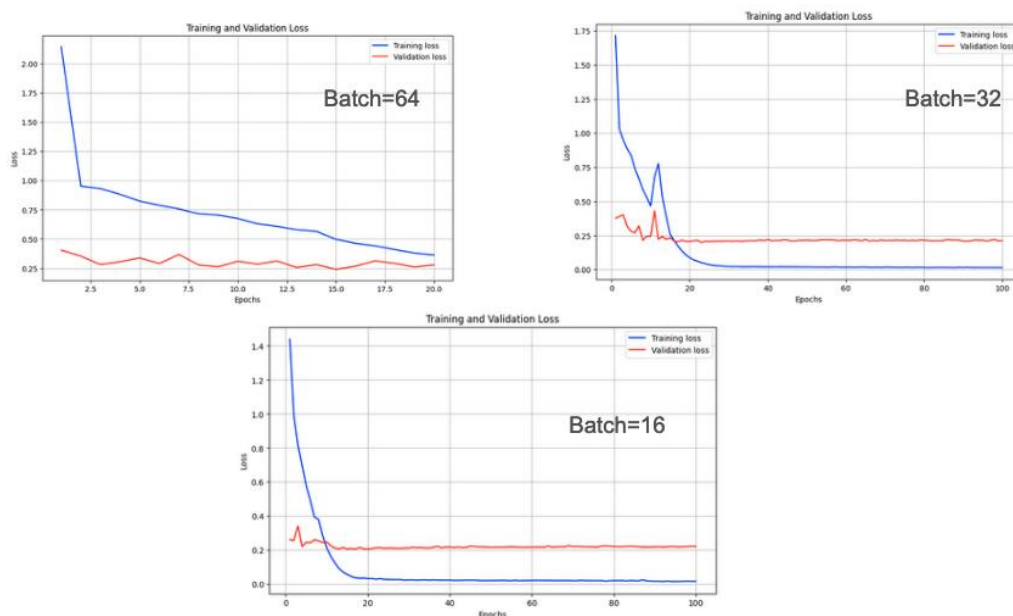 Training and Validation Loss
Training loss
Validation loss
Batch=64
Loss
2.00
1.75
1.50
1.25
1.00
0.75
0.50
0.25
2.5
5.0
7.5
10.0
12.5
15.0
17.5
20.0
Epochs
Training and Validation Loss
Training loss
Validation loss
Batch=32
Loss
1.75
1.50
1.25
1.00
0.75
0.50
0.25
0.00
0
20
40
60
80
100
Epochs
Training and Validation Loss
Training loss
Validation loss
Batch=16
Loss
1.4
1.2
1.0
0.8
0.6
0.4
0.2
0.0
0
20
40
60
80
100
Epochs